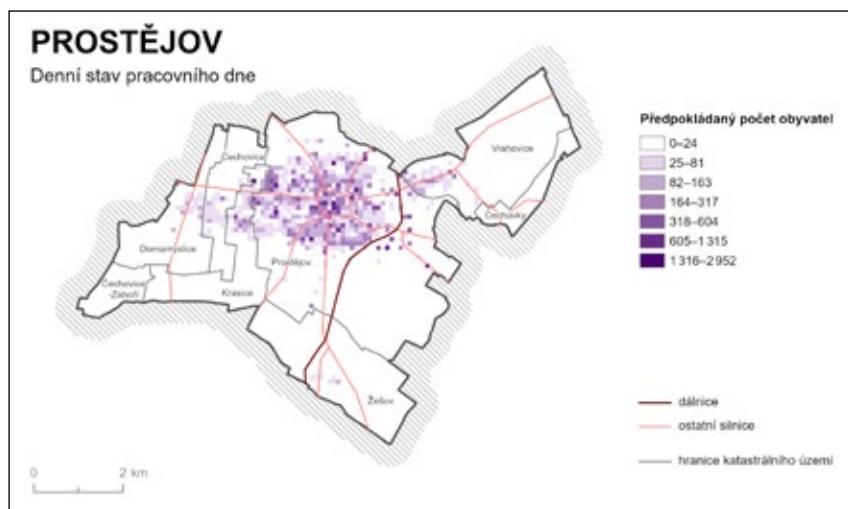 PROSTĚJOV
Denní stav pracovního dne
Předpokládaný počet obyvatel
0–24
25–81
82–163
164–317
318–604
605–1 315
1 316–2 952
Vrahovice
Čechovice
Čechůvky
Domamyslice
Prostějov
Čechovice
-Záhoří
Krasice
Žešov
dálnice
ostatní silnice
hranice katastrálního území
0
2 km